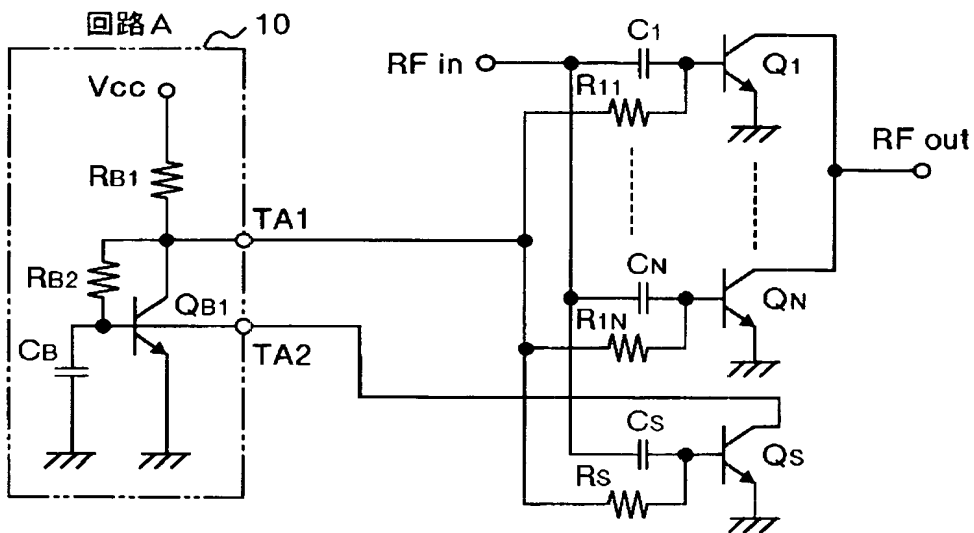 回路A
10
Vcc
RB1
TA1
RB2
QB1
CB
TA2
RF in
C1
Q1
R11
RF out
CN
QN
R1N
CS
QS
RS